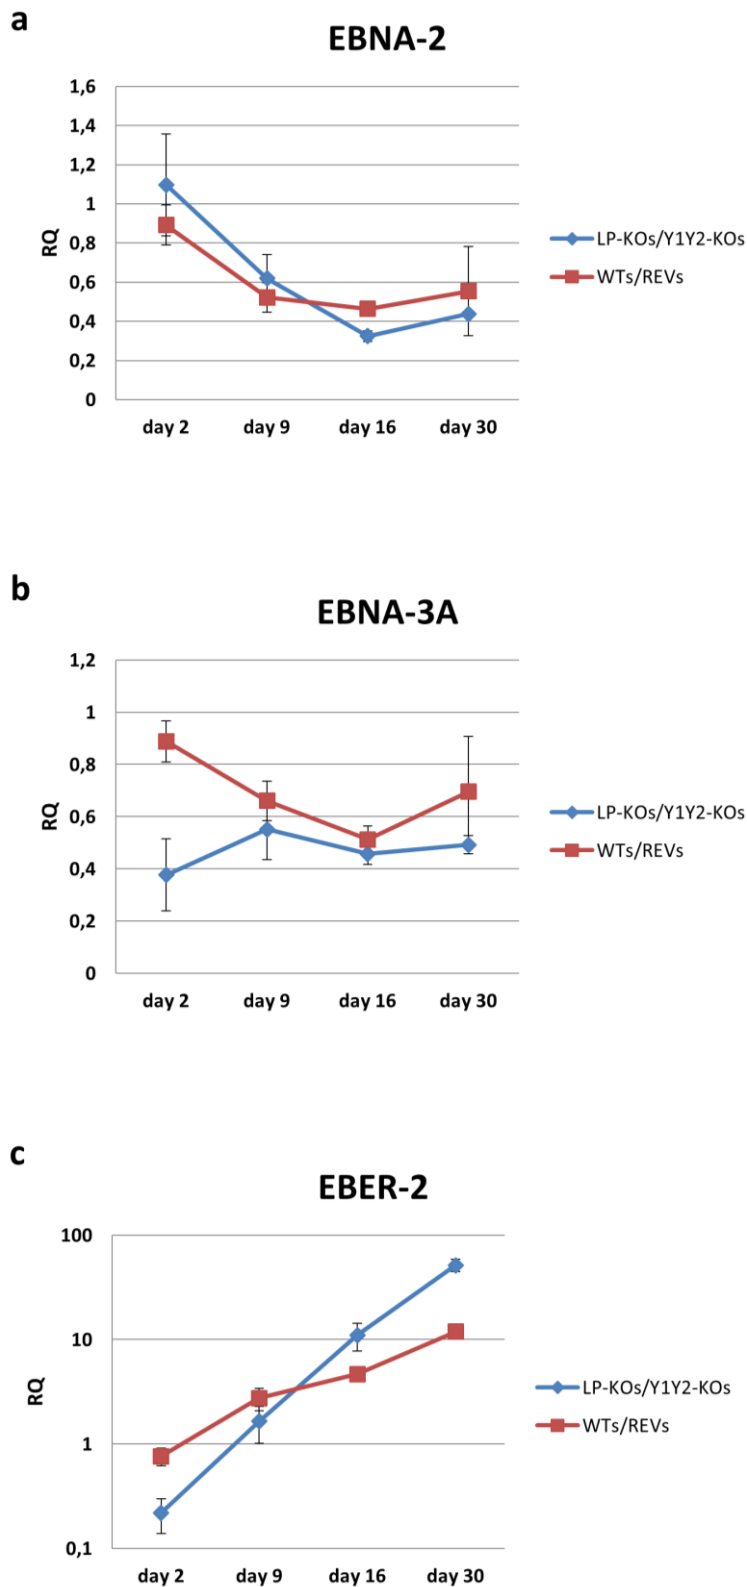 a
EBNA-2
1,6
1,4
1,2
1
0,8
0,6
0,4
0,2
0
RQ
day 2 day 9 day 16 day 30
LP-KOs/Y1Y2-KOs
WTs/REVs
b
EBNA-3A
1,2
1
0,8
0,6
0,4
0,2
0
RQ
day 2 day 9 day 16 day 30
LP-KOs/Y1Y2-KOs
WTs/REVs
c
EBER-2
100
10
1
0,1
RQ
day 2 day 9 day 16 day 30
LP-KOs/Y1Y2-KOs
WTs/REVs